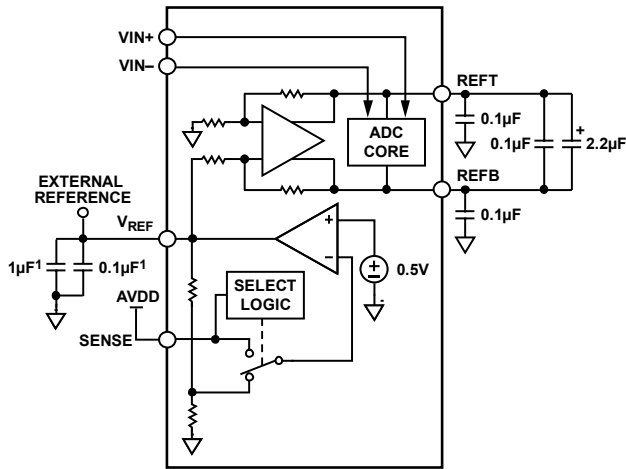 VIN+
VIN–
REFT
0.1µF
0.1µF
+
2.2µF
ADC
CORE
REFB
0.1µF
EXTERNAL
REFERENCE
VREF
+
–
+
–
0.5V
1µF1
0.1µF1
SELECT
LOGIC
AVDD
SENSE